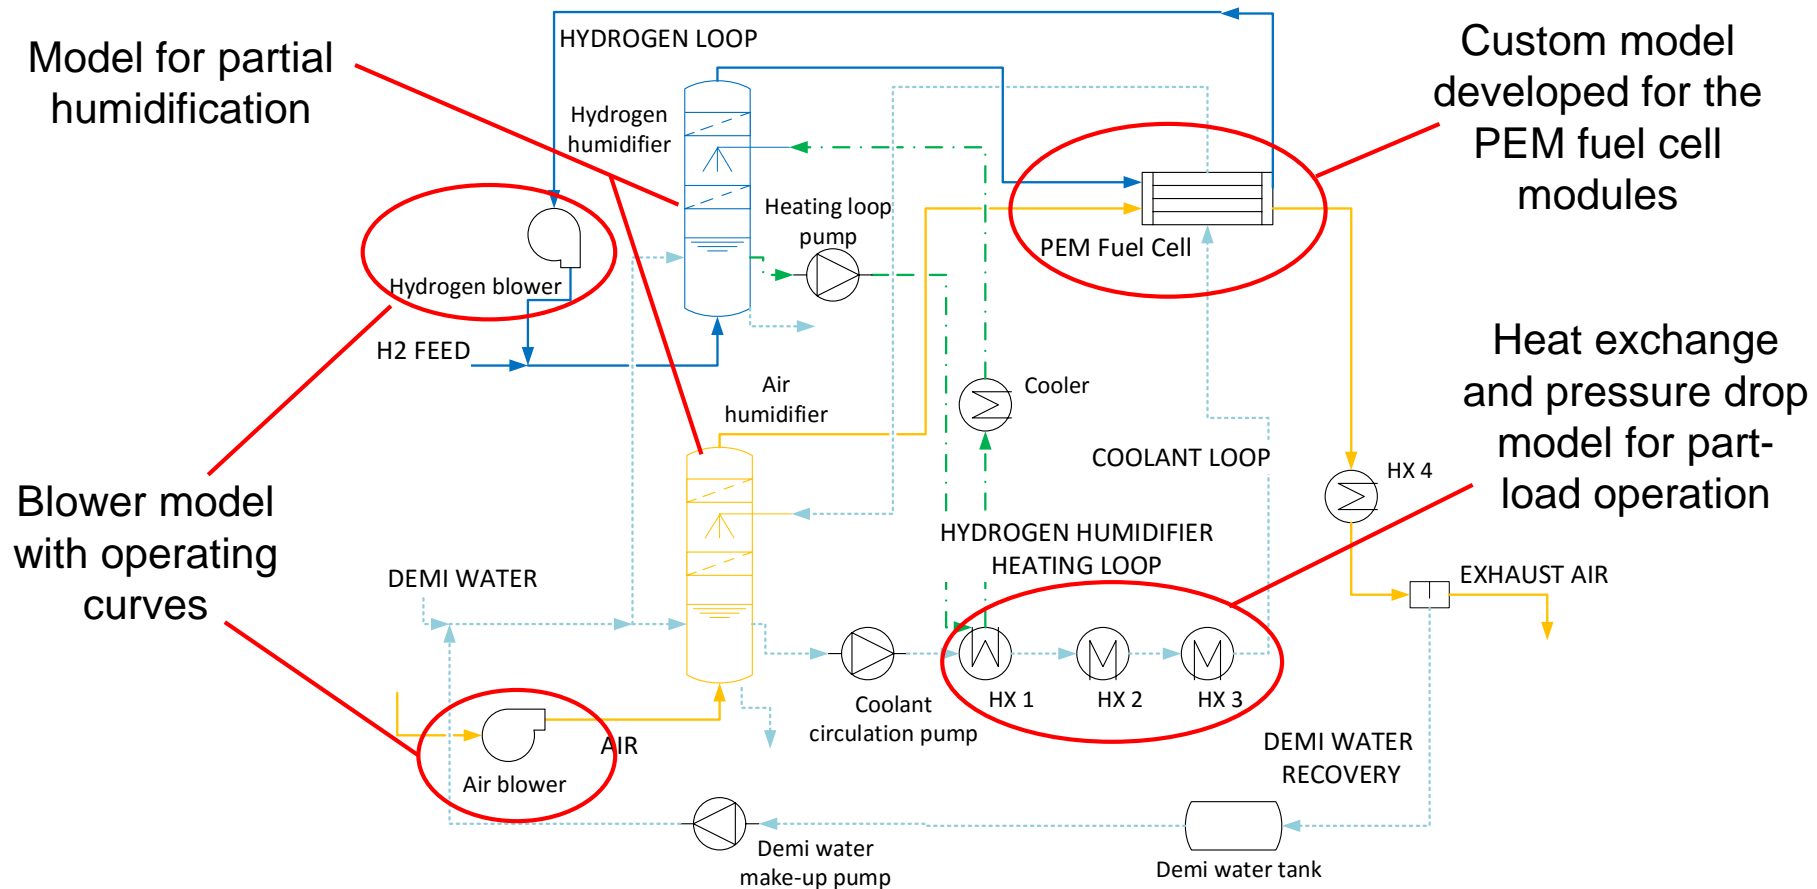 Model for partial
humidification
HYDROGEN LOOP
Hydrogen
humidifier
Custom model
developed for the
PEM fuel cell
modules
Heating loop
pump
PEM Fuel Cell
Hydrogen blower
H2 FEED
Air
humidifier
Cooler
Heat exchange
and pressure drop
model for part-
load operation
COOLANT LOOP
HX 4
Blower model
with operating
curves
HYDROGEN HUMIDIFIER
HEATING LOOP
DEMI WATER
EXHAUST AIR
HX 1
HX 2
HX 3
Coolant
circulation pump
AIR
Air blower
DEMI WATER
RECOVERY
Demi water
make-up pump
Demi water tank